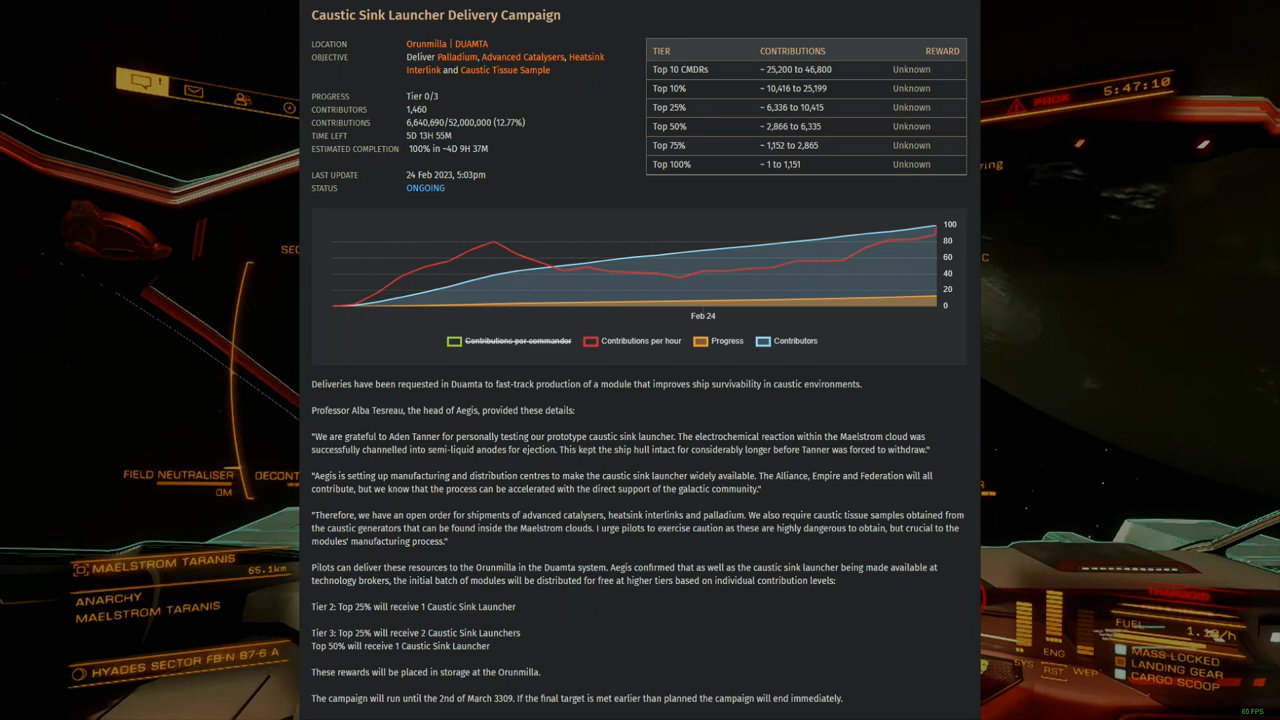 Caustic Sink Launcher Delivery Campaign
LOCATION Orunmilla | DUAMTA
OBJECTIVE Deliver Palladium, Advanced Catalysers, Heatsink
Interlink and Caustic Tissue Sample
PROGRESS Tier 0/3
CONTRIBUTORS 1,460
CONTRIBUTIONS 6,640,690/52,000,000 (12.77%)
TIME LEFT 5D 13H 55M
ESTIMATED COMPLETION 100% in ~4D 9H 37M
LAST UPDATE 24 Feb 2023, 5:03pm
STATUS ONGOING
TIER CONTRIBUTIONS REWARD
Top 10 CMDRs ~ 25,200 to 46,800 Unknown
Top 10% ~ 10,416 to 25,199 Unknown
Top 25% ~ 6,336 to 10,415 Unknown
Top 50% ~ 2,866 to 6,335 Unknown
Top 75% ~ 1,152 to 2,865 Unknown
Top 100% ~ 1 to 1,151 Unknown
100
80
60
40
20
0
Feb 24
Contributions per commander Contributions per hour Progress Contributors
Deliveries have been requested in Duamta to fast-track production of a module that improves ship survivability in caustic environments.
Professor Alba Tesreau, the head of Aegis, provided these details:
"We are grateful to Aden Tanner for personally testing our prototype caustic sink launcher. The electrochemical reaction within the Maelstrom cloud was
successfully channelled into semi-liquid anodes for ejection. This kept the ship hull intact for considerably longer before Tanner was forced to withdraw."
"Aegis is setting up manufacturing and distribution centres to make the caustic sink launcher widely available. The Alliance, Empire and Federation will all
contribute, but we know that the process can be accelerated with the direct support of the galactic community."
"Therefore, we have an open order for shipments of advanced catalysers, heatsink interlinks and palladium. We also require caustic tissue samples obtained from
the caustic generators that can be found inside the Maelstrom clouds. I urge pilots to exercise caution as these are highly dangerous to obtain, but crucial to the
modules' manufacturing process."
Pilots can deliver these resources to the Orunmilla in the Duamta system. Aegis confirmed that as well as the caustic sink launcher being made available at
technology brokers, the initial batch of modules will be distributed for free at higher tiers based on individual contribution levels:
Tier 2: Top 25% will receive 1 Caustic Sink Launcher
Tier 3: Top 25% will receive 2 Caustic Sink Launchers
Top 50% will receive 1 Caustic Sink Launcher
These rewards will be placed in storage at the Orunmilla.
The campaign will run until the 2nd of March 3309. If the final target is met earlier than planned the campaign will end immediately.
SEC
FIELD NEUTRALISER DECONT
0M
MAELSTROM TARANIS
65.1km
ANARCHY
MAELSTROM TARANIS
HYADES SECTOR FB-N B7-6 A
5:47:10
ring
C
THARGOID
FUEL
SYS ENG WEP
RST
MASS-LOCKED
LANDING GEAR
CARGO SCOOP
60 FPS